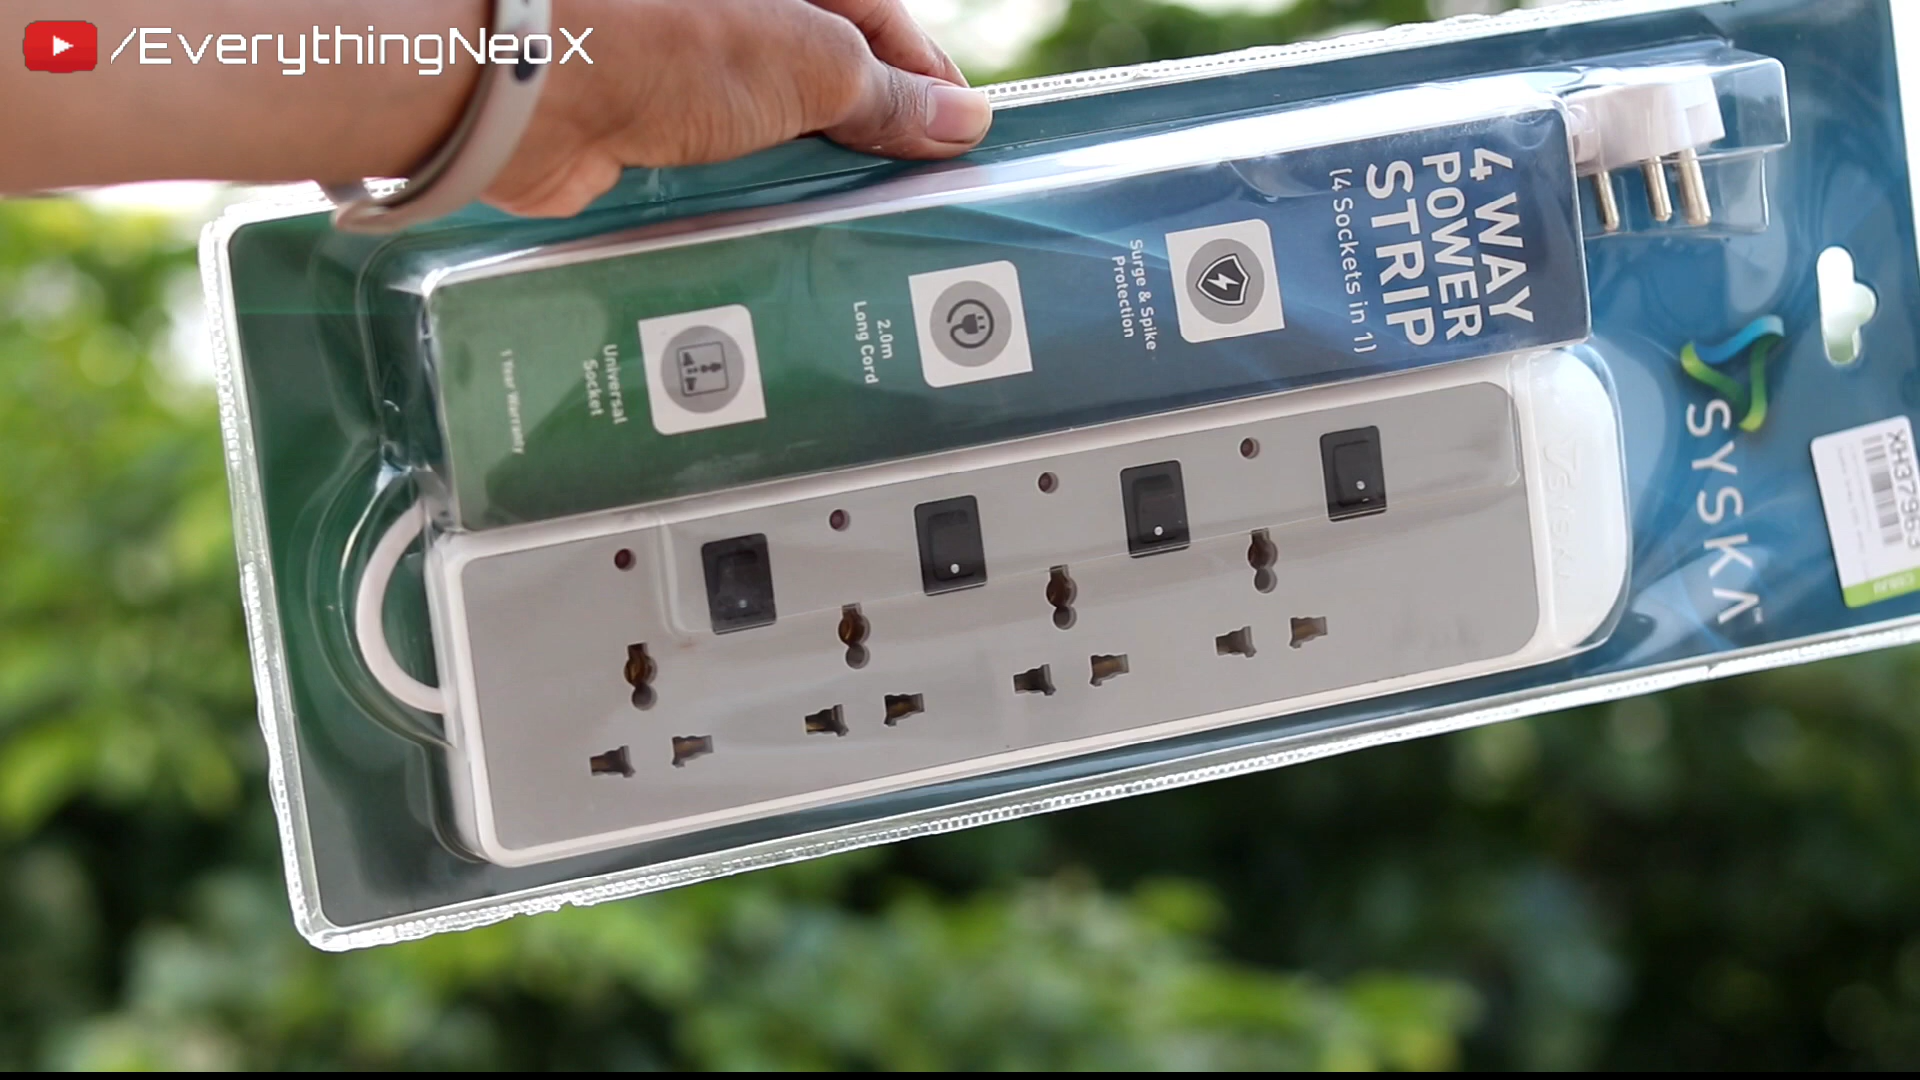 /EverythingNeoX
4 WAY
POWER
STRIP
(4 Sockets in 1)
Surge & Spike
Protection
2.0m
Long Cord
Universal
Socket
1 Year Warranty
SYSKA
XH37963